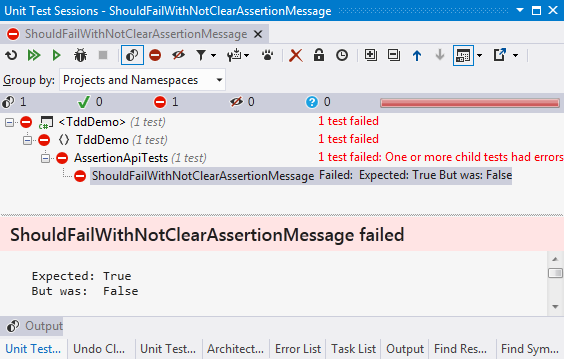 Unit Test Sessions - ShouldFailWithNotClearAssertionMessage
ShouldFailWithNotClearAssertionMessage
Group by: Projects and Namespaces
1 0 1 0 0
<TddDemo> (1 test) 1 test failed
TddDemo (1 test) 1 test failed
AssertionApiTests (1 test) 1 test failed: One or more child tests had errors
ShouldFailWithNotClearAssertionMessage Failed: Expected: True But was: False
ShouldFailWithNotClearAssertionMessage failed
Expected: True
But was: False
Output
Unit Test... Undo Cl... Unit Test... Architect... Error List Task List Output Find Res... Find Sym...